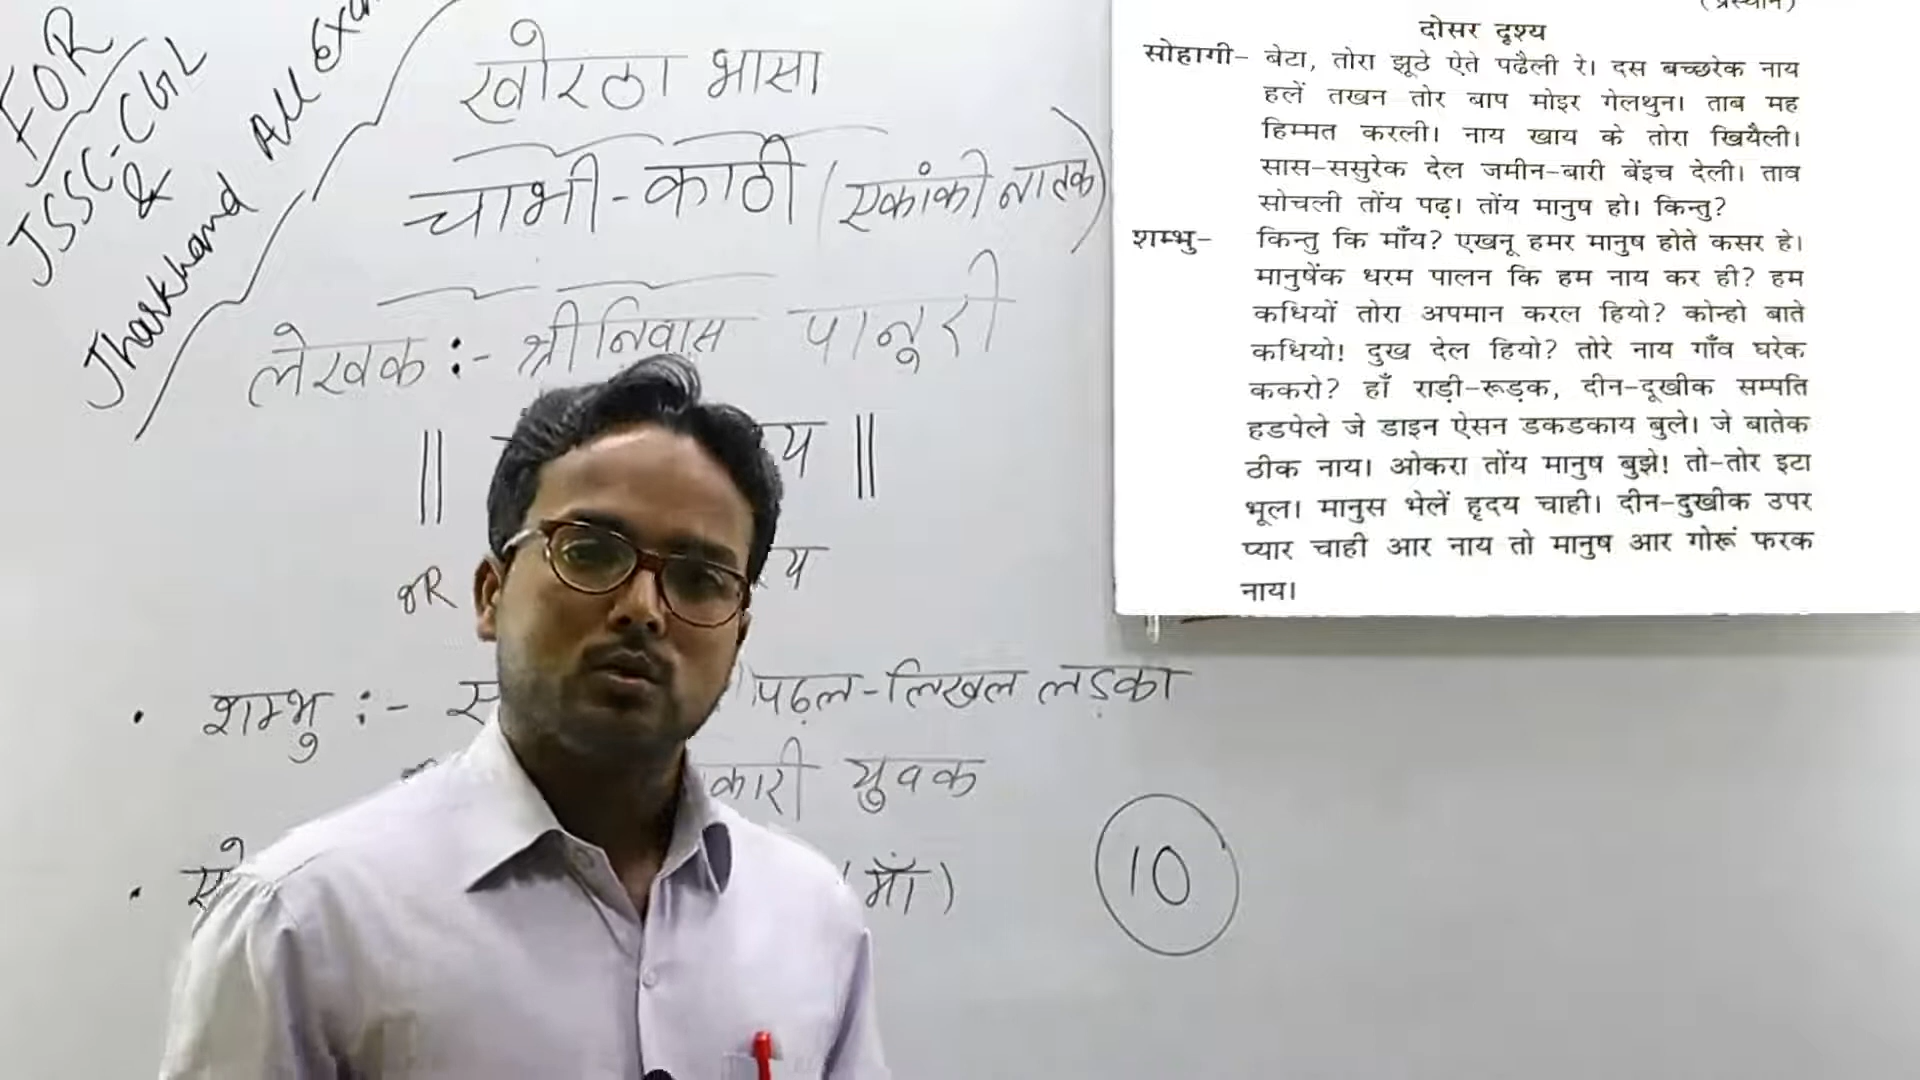 FOR
JSSC-CGL
&
Jharkhand All Exam
खोरठा भासा
चाभी-काठी (एकांकी नाटक)
लेखक :- श्रीनिवास पानूरी
|| य ||
OR य
• शम्भु :- पढ़ल-लिखल लड़का
कारी युवक
• (माँ)
10
(प्रस्थान)
दोसर दृश्य
सोहागी- बेटा, तोरा झूठे ऐते पढैली रे। दस बच्छरेक नाय
हलें तखन तोर बाप मोइर गेलथुन। ताब मह
हिम्मत करली। नाय खाय के तोरा खियैली।
सास-ससुरेक देल जमीन-बारी बेंइच देली। ताव
सोचली तोंय पढ़। तोंय मानुष हो। किन्तु?
शम्भु- किन्तु कि माँय? एखनू हमर मानुष होते कसर हे।
मानुषेंक धरम पालन कि हम नाय कर ही? हम
कधियों तोरा अपमान करल हियो? कोन्हो बाते
कधियो! दुख देल हियो? तोरे नाय गाँव घरेक
ककरो? हाँ राड़ी-रूड़क, दीन-दूखीक सम्पति
हडपेले जे डाइन ऐसन डकडकाय बुले। जे बातेक
ठीक नाय। ओकरा तोंय मानुष बुझे! तो-तोर इटा
भूल। मानुस भेलें हृदय चाही। दीन-दुखीक उपर
प्यार चाही आर नाय तो मानुष आर गोरूं फरक
नाय।